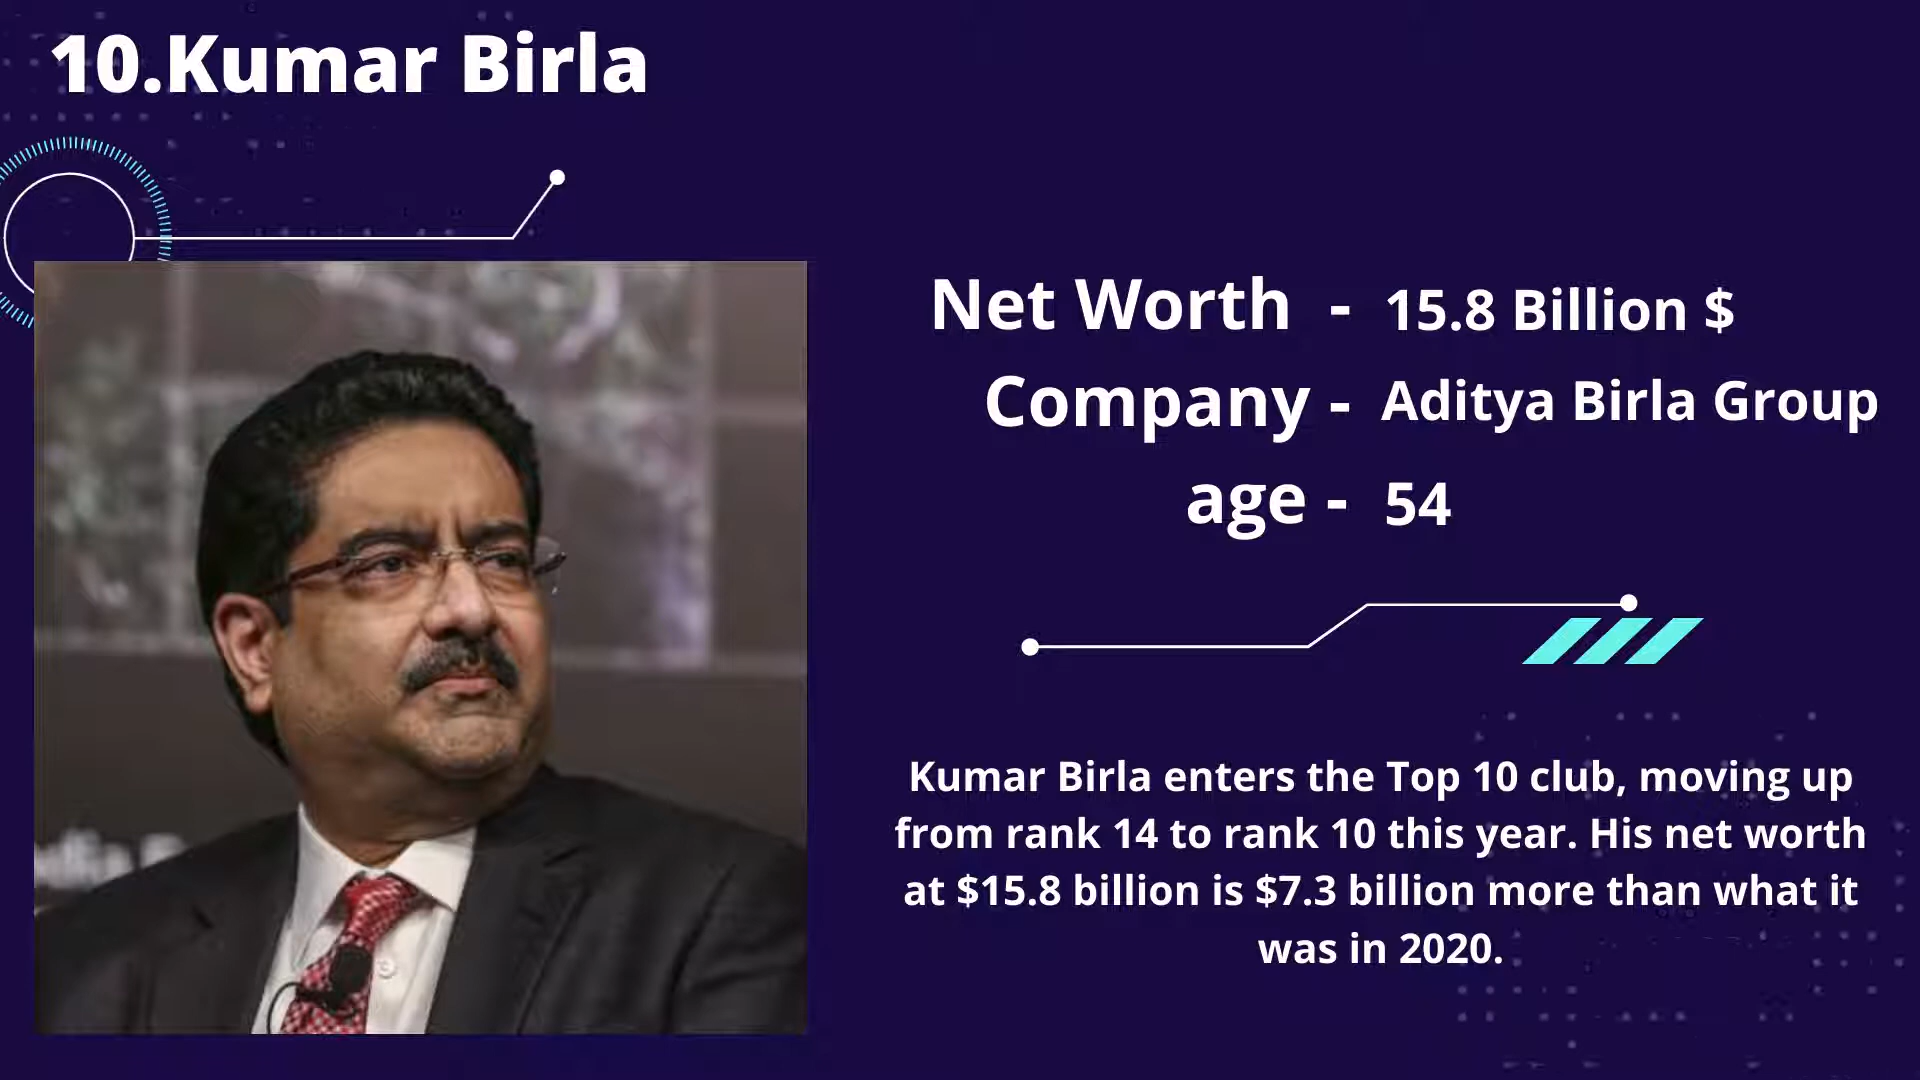 10.Kumar Birla
Net Worth - 15.8 Billion $
Company - Aditya Birla Group
age - 54
Kumar Birla enters the Top 10 club, moving up
from rank 14 to rank 10 this year. His net worth
at $15.8 billion is $7.3 billion more than what it
was in 2020.